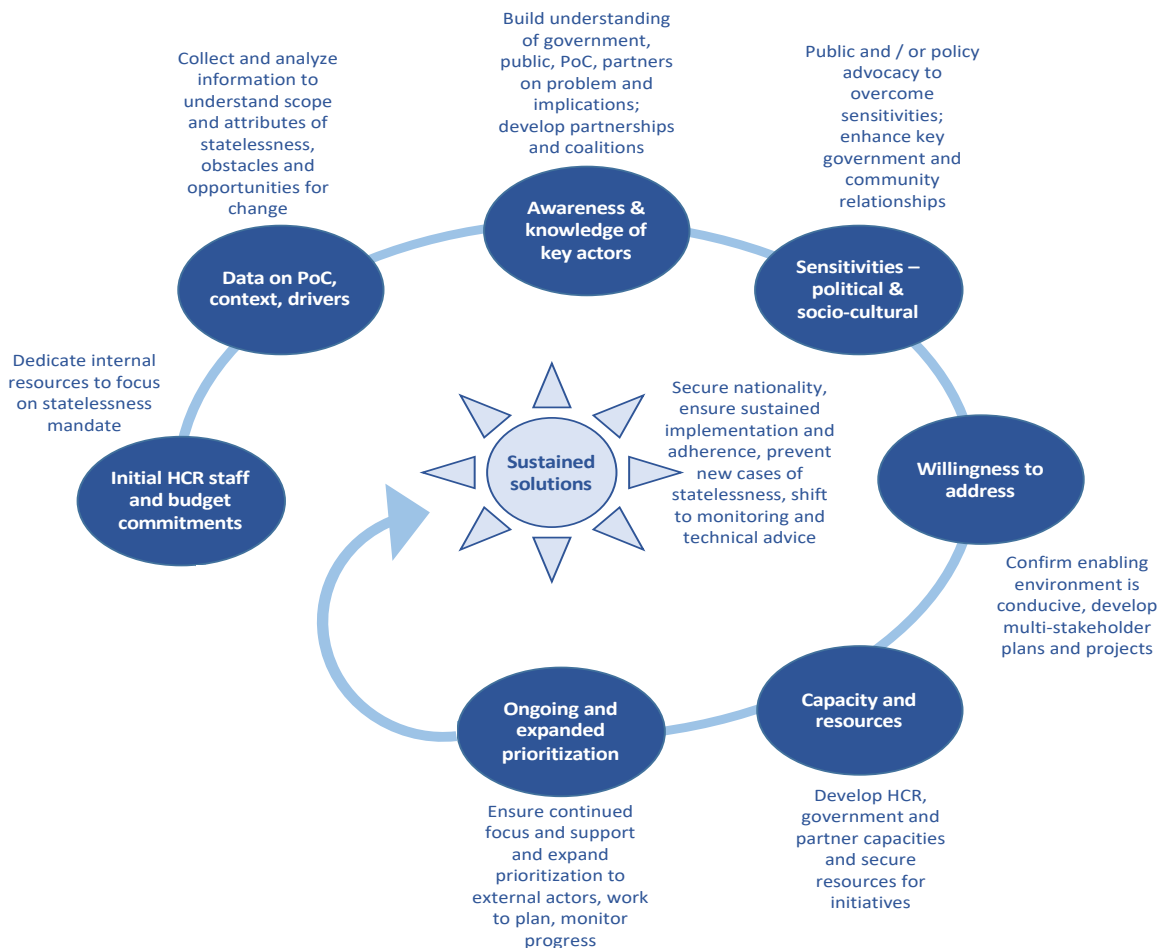 Dedicate internal
resources to focus
on statelessness
mandate
Initial HCR staff
and budget
commitments
Collect and analyze
information to
understand scope
and attributes of
statelessness,
obstacles and
opportunities for
change
Data on PoC,
context, drivers
Build understanding
of government,
public, PoC, partners
on problem and
implications;
develop partnerships
and coalitions
Awareness &
knowledge of
key actors
Public and / or policy
advocacy to
overcome
sensitivities;
enhance key
government and
community
relationships
Sensitivities –
political &
socio-cultural
Willingness to
address
Confirm enabling
environment is
conducive, develop
multi-stakeholder
plans and projects
Capacity and
resources
Develop HCR,
government and
partner capacities
and secure
resources for
initiatives
Ongoing and
expanded
prioritization
Ensure continued
focus and support
and expand
prioritization to
external actors, work
to plan, monitor
progress
Sustained
solutions
Secure nationality,
ensure sustained
implementation and
adherence, prevent
new cases of
statelessness, shift
to monitoring and
technical advice